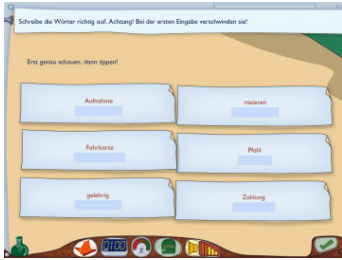 Schreibe die Wörter richtig auf. Achtung! Bei der ersten Eingabe verschwinden sie!
Erst genau schauen, dann tippen!
Aufnahme
rasieren
Fahrkarte
Pfahl
gelehrig
Zahlung